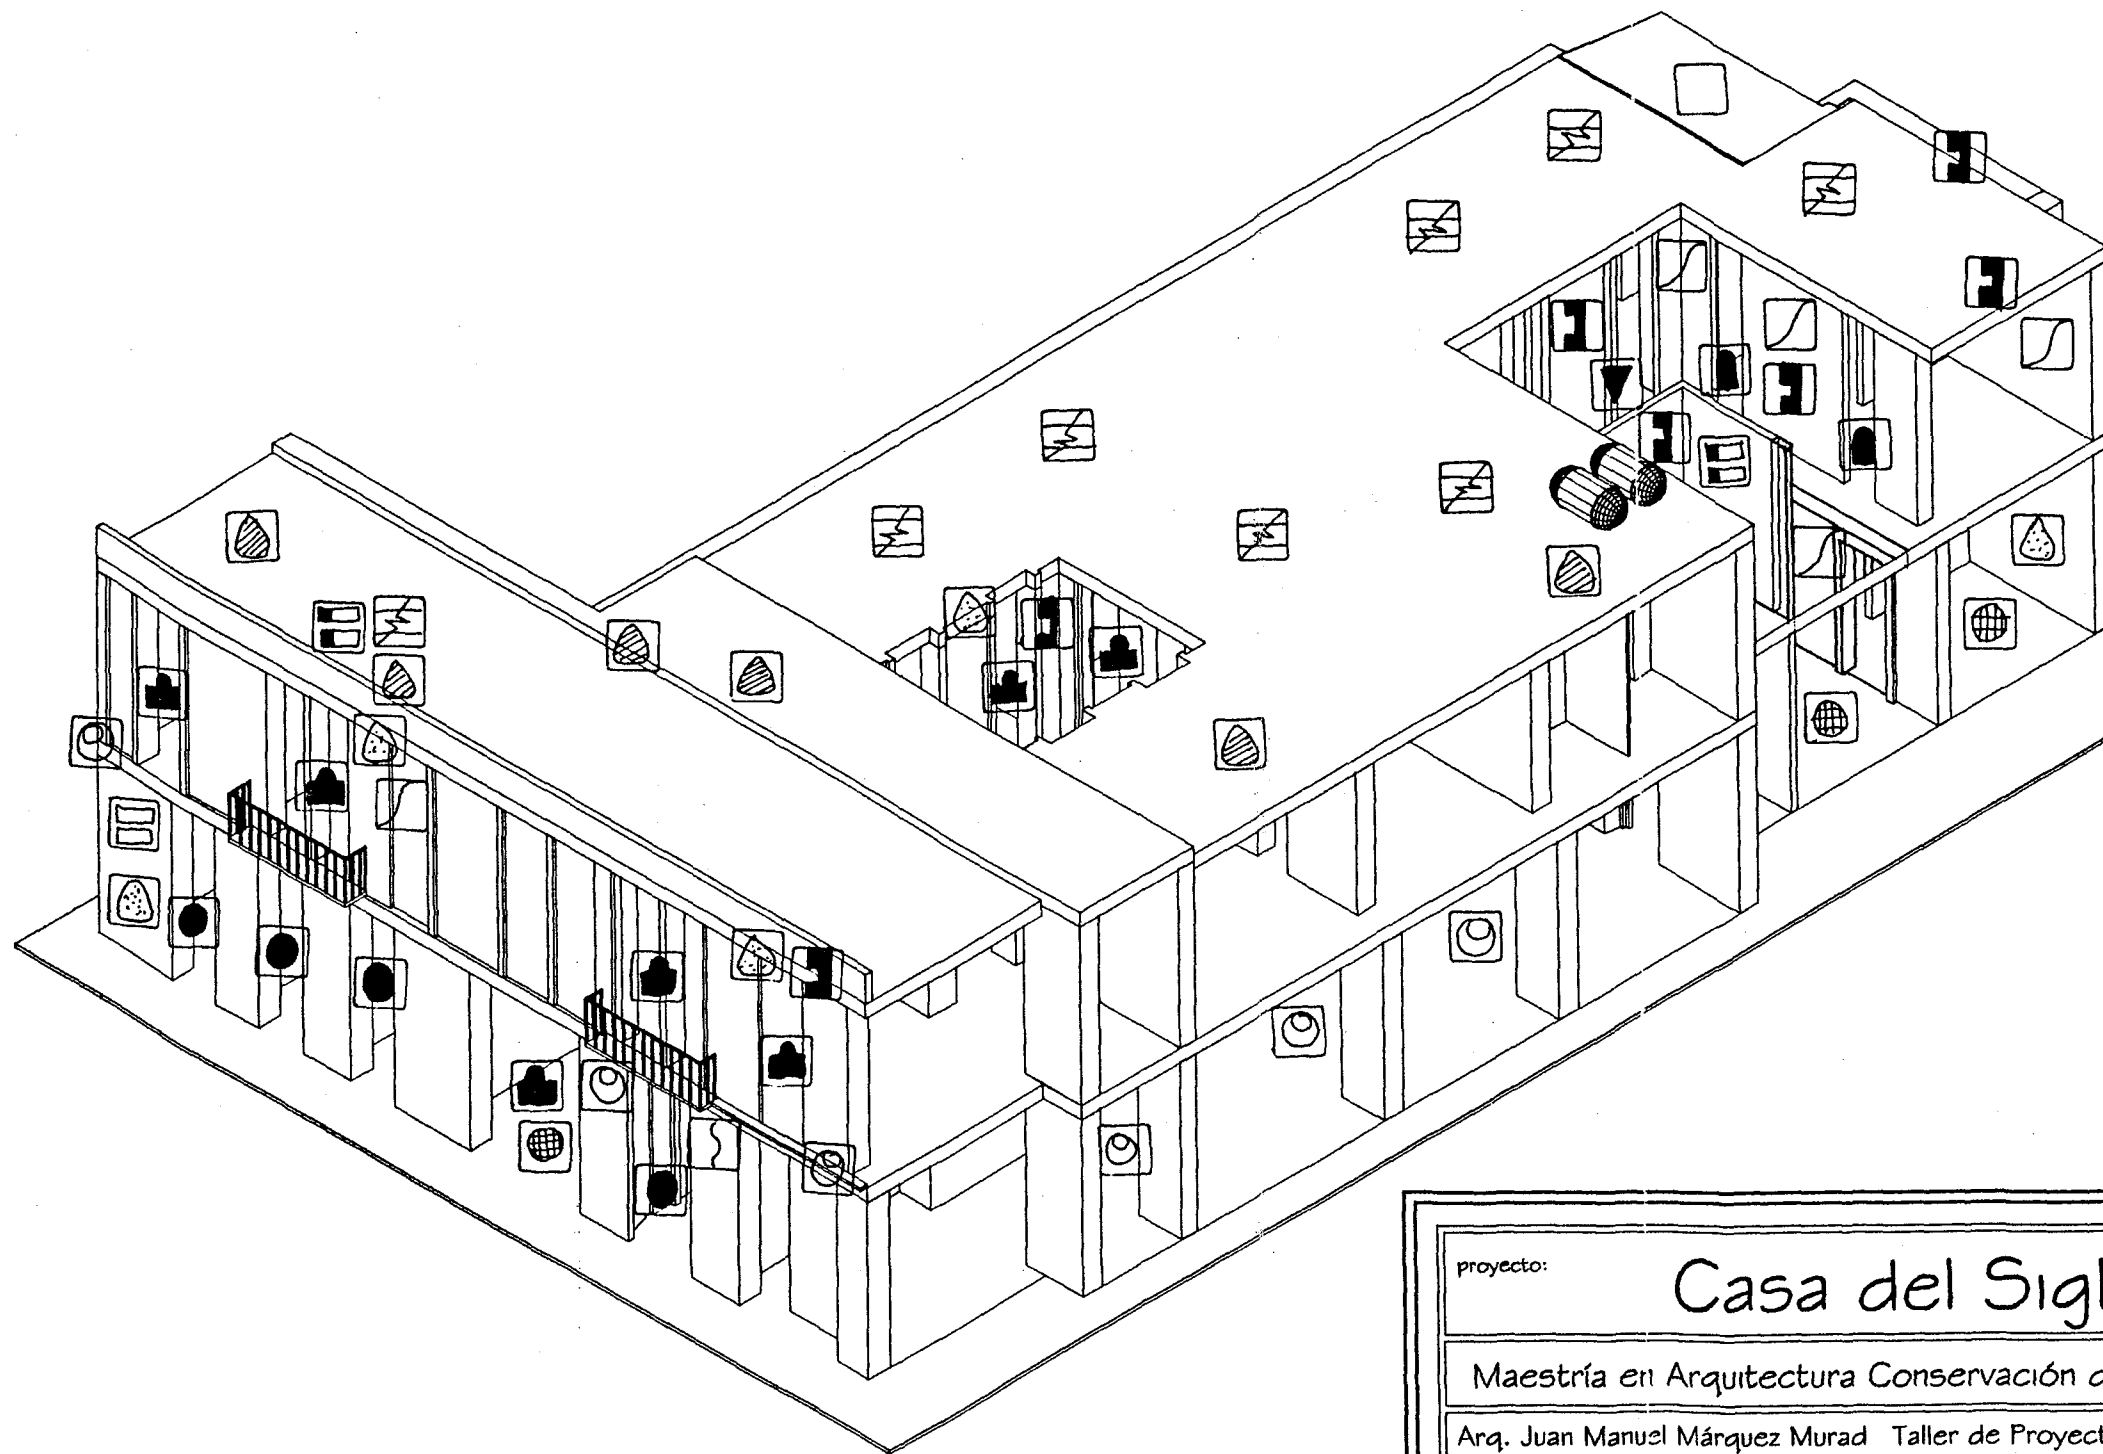 proyecto:
Casa del Sigl
Maestría en Arquitectura Conservación d
Arq. Juan Manuel Márquez Murad Taller de Proyect